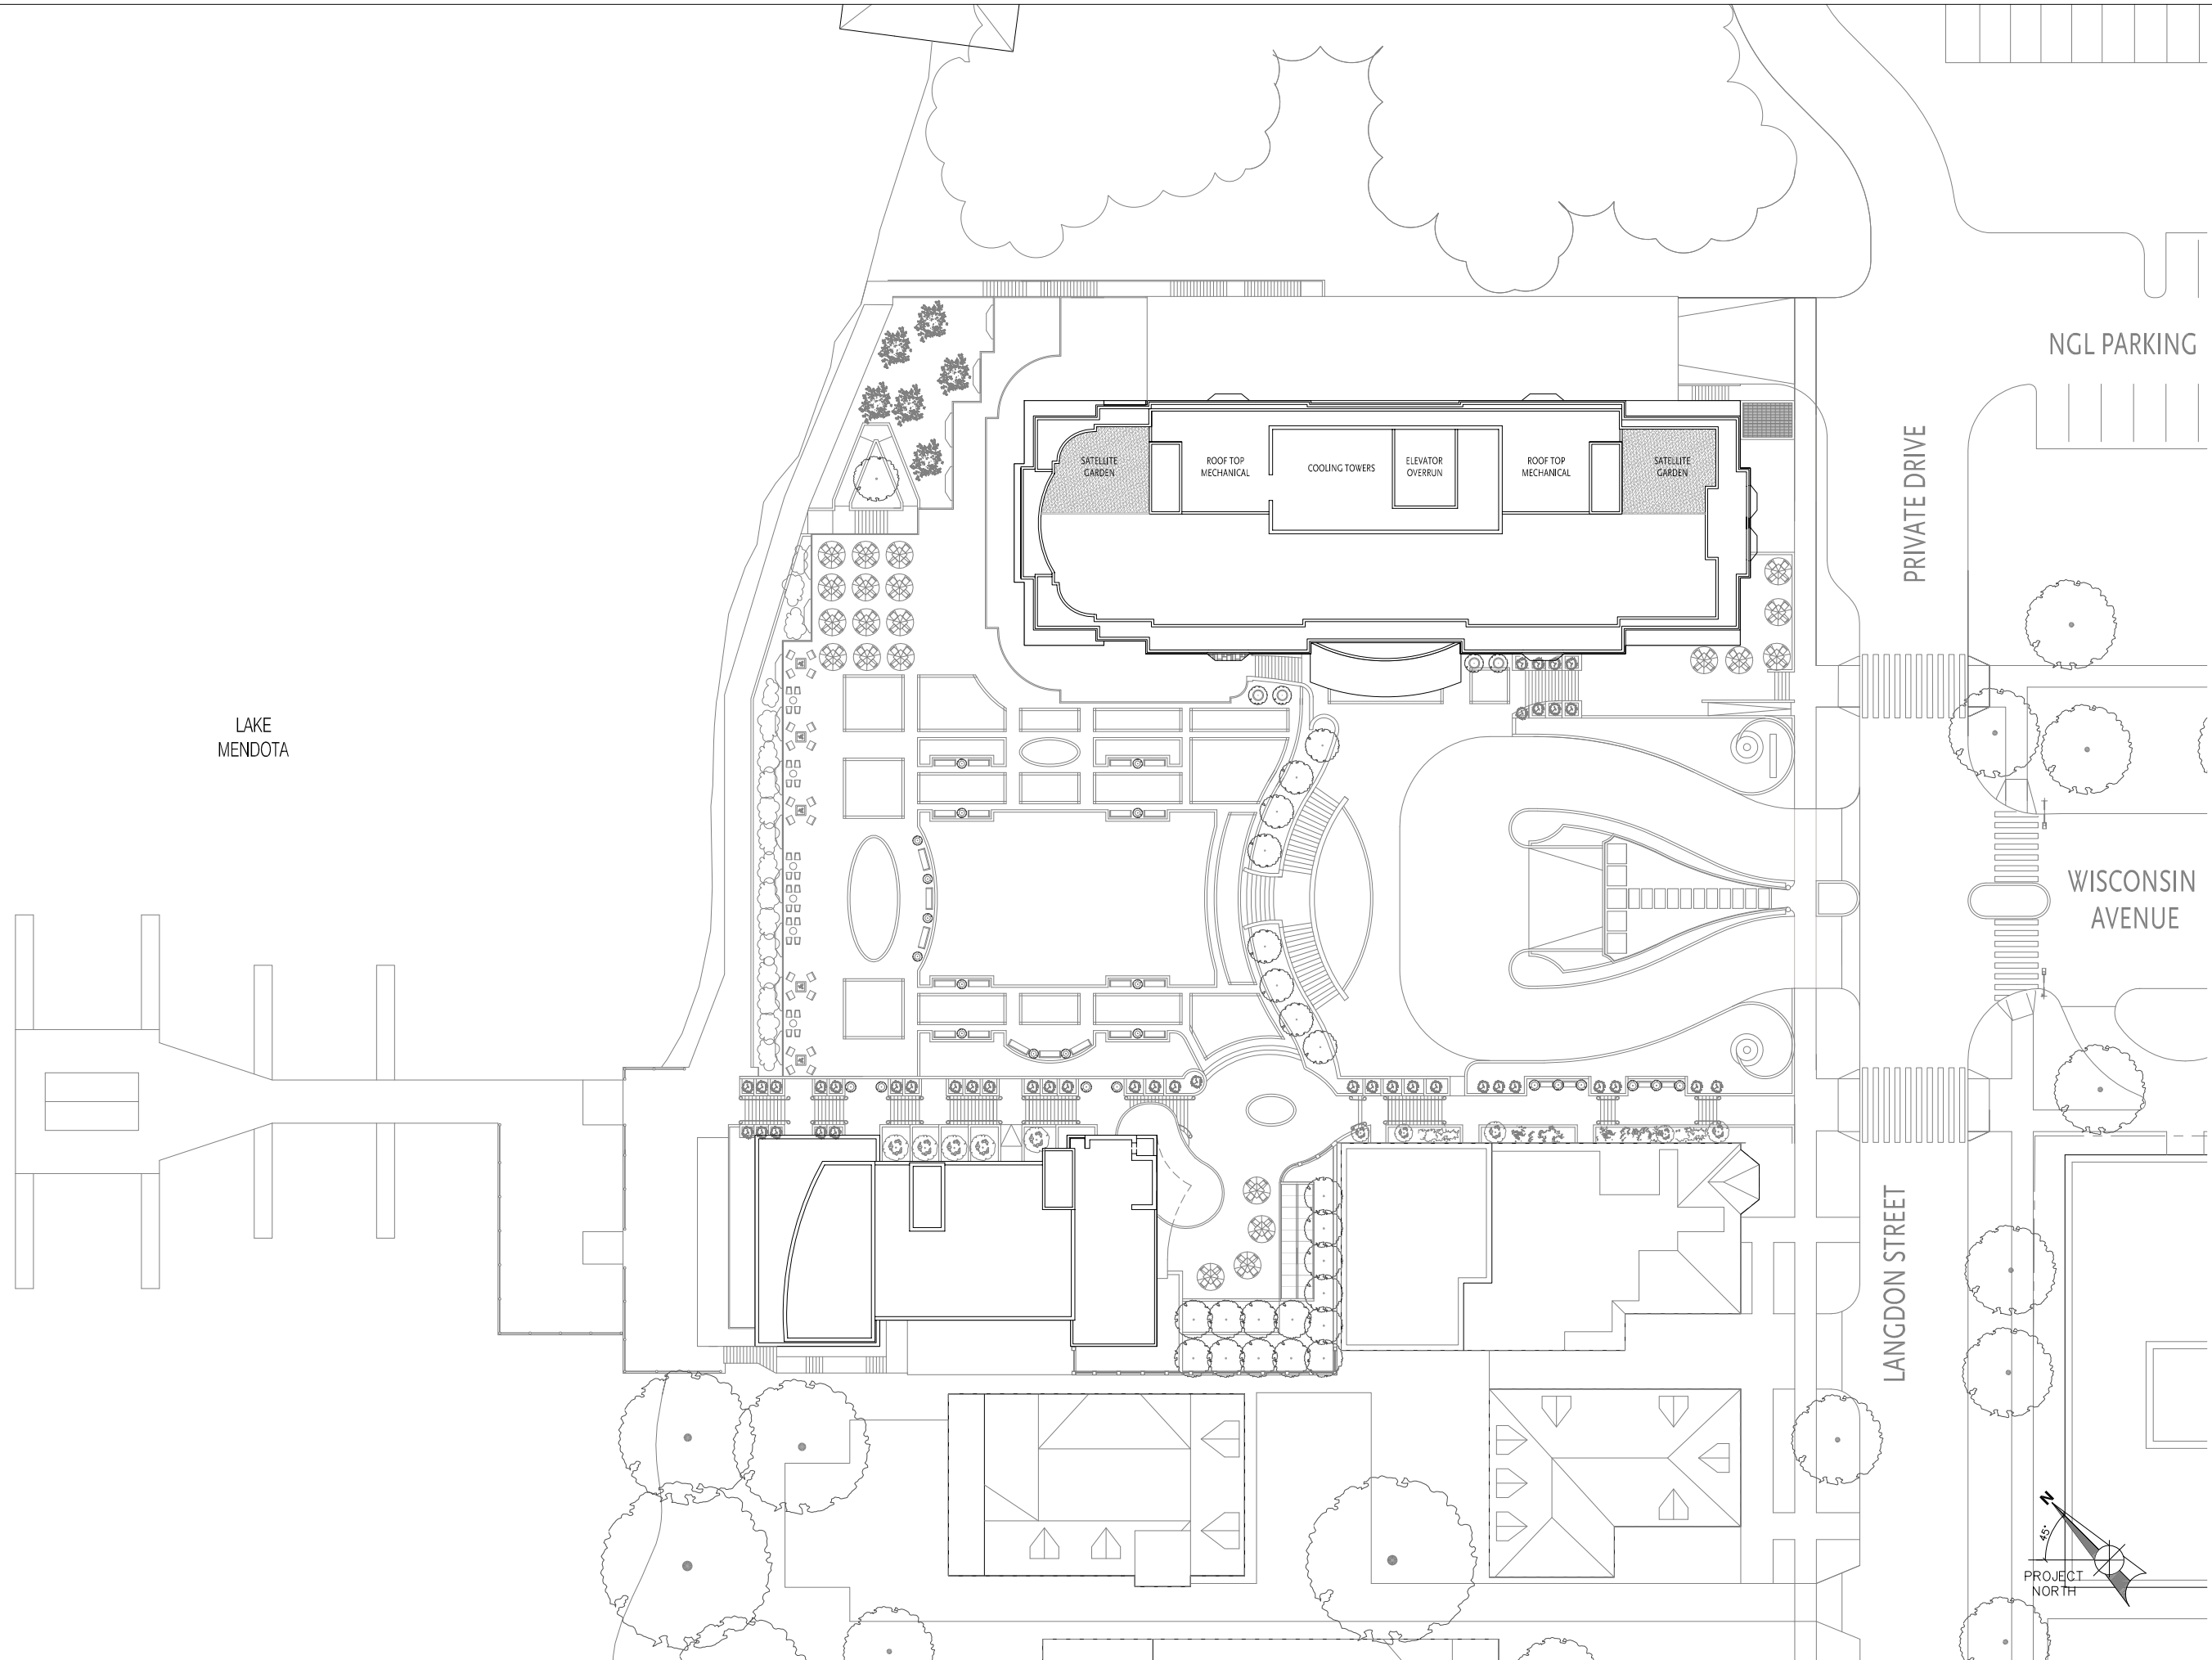 NGL PARKING
PRIVATE DRIVE
SATELLITE
GARDEN
ROOF TOP
MECHANICAL
COOLING TOWERS
ELEVATOR
OVERRUN
ROOF TOP
MECHANICAL
SATELLITE
GARDEN
LAKE
MENDOTA
WISCONSIN
AVENUE
LANGDON STREET
N
45°
PROJECT
NORTH